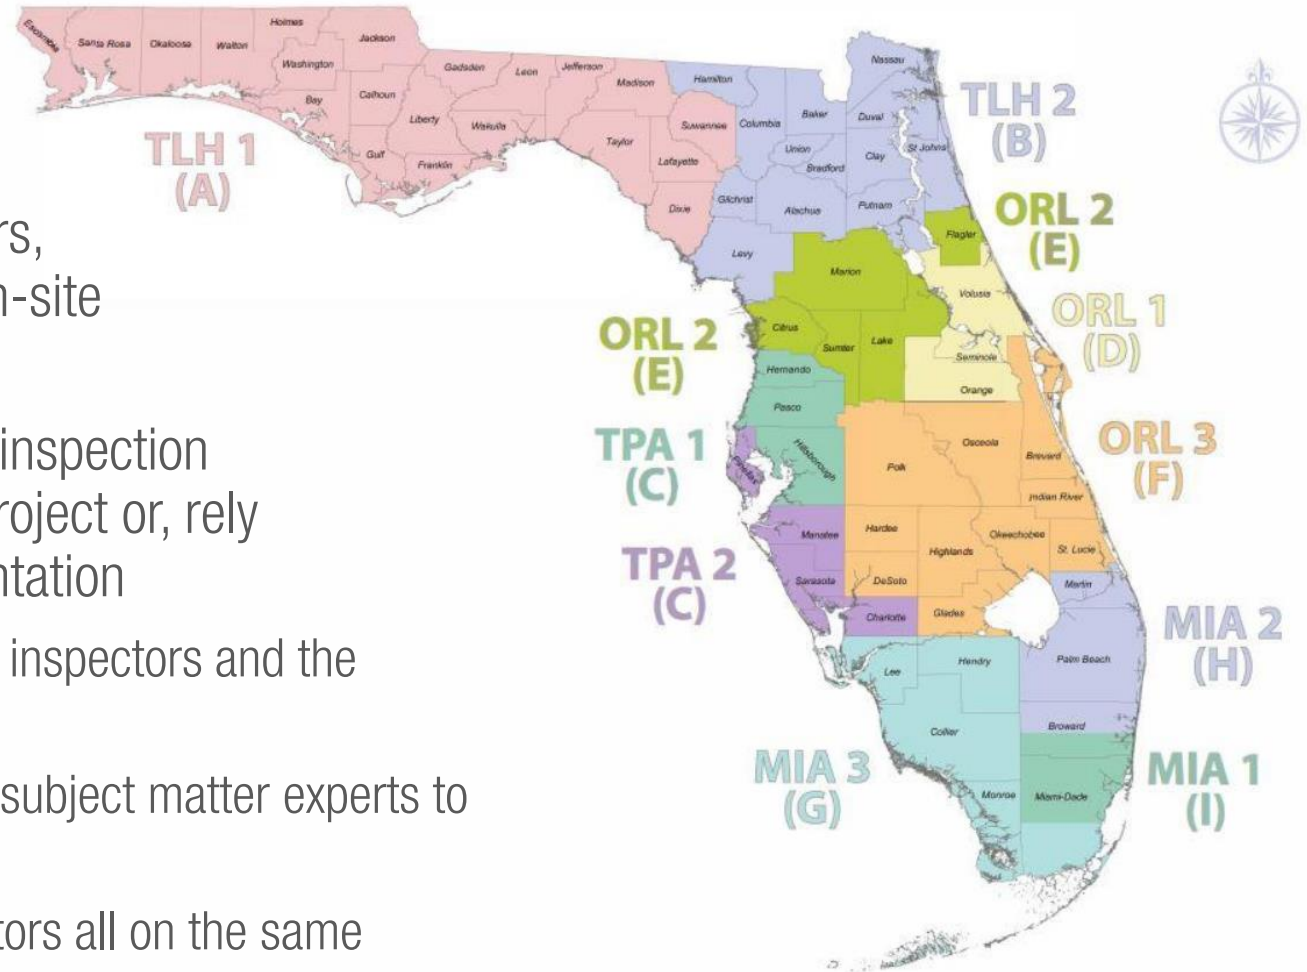 rs,
n-site
inspection
roject or, rely
ntation
inspectors and the
subject matter experts to
tors all on the same
Escambia
Santa Rosa
Okaloosa
Walton
Holmes
Washington
Jackson
Bay
Calhoun
Gulf
Liberty
Franklin
Gadsden
Leon
Wakulla
Jefferson
Madison
Taylor
Suwannee
Lafayette
Dixie
TLH 1
(A)
Hamilton
Columbia
Baker
Nassau
Duval
Union
Bradford
Clay
St Johns
Gilchrist
Alachua
Putnam
Levy
TLH 2
(B)
Flagler
ORL 2
(E)
Marion
Volusia
ORL 1
(D)
Citrus
Sumter
Lake
Seminole
Orange
ORL 2
(E)
Hernando
Pasco
Hillsborough
TPA 1
(C)
Pinellas
Polk
Osceola
Brevard
Indian River
ORL 3
(F)
Hardee
Highlands
Okeechobee
St. Lucie
DeSoto
Glades
Manatee
Sarasota
Charlotte
TPA 2
(C)
Martin
Palm Beach
Broward
MIA 2
(H)
Lee
Hendry
Collier
Monroe
MIA 3
(G)
Miami-Dade
MIA 1
(I)